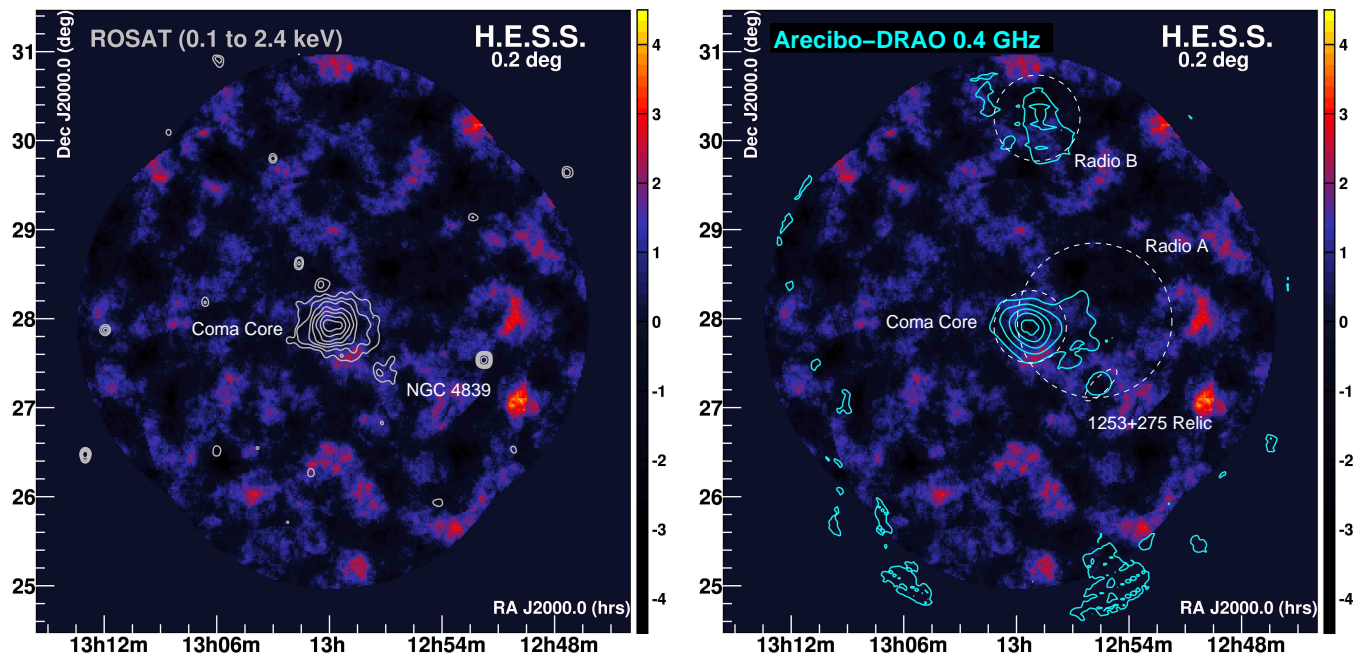 ROSAT (0.1 to 2.4 keV)
H.E.S.S.
0.2 deg
Dec J2000.0 (deg)
31
30
29
28
27
26
25
Coma Core
NGC 4839
RA J2000.0 (hrs)
13h12m
13h06m
13h
12h54m
12h48m
4
3
2
1
0
-1
-2
-3
-4
Arecibo−DRAO 0.4 GHz
H.E.S.S.
0.2 deg
Dec J2000.0 (deg)
31
30
29
28
27
26
25
Radio B
Radio A
Coma Core
1253+275 Relic
RA J2000.0 (hrs)
13h12m
13h06m
13h
12h54m
12h48m
4
3
2
1
0
-1
-2
-3
-4